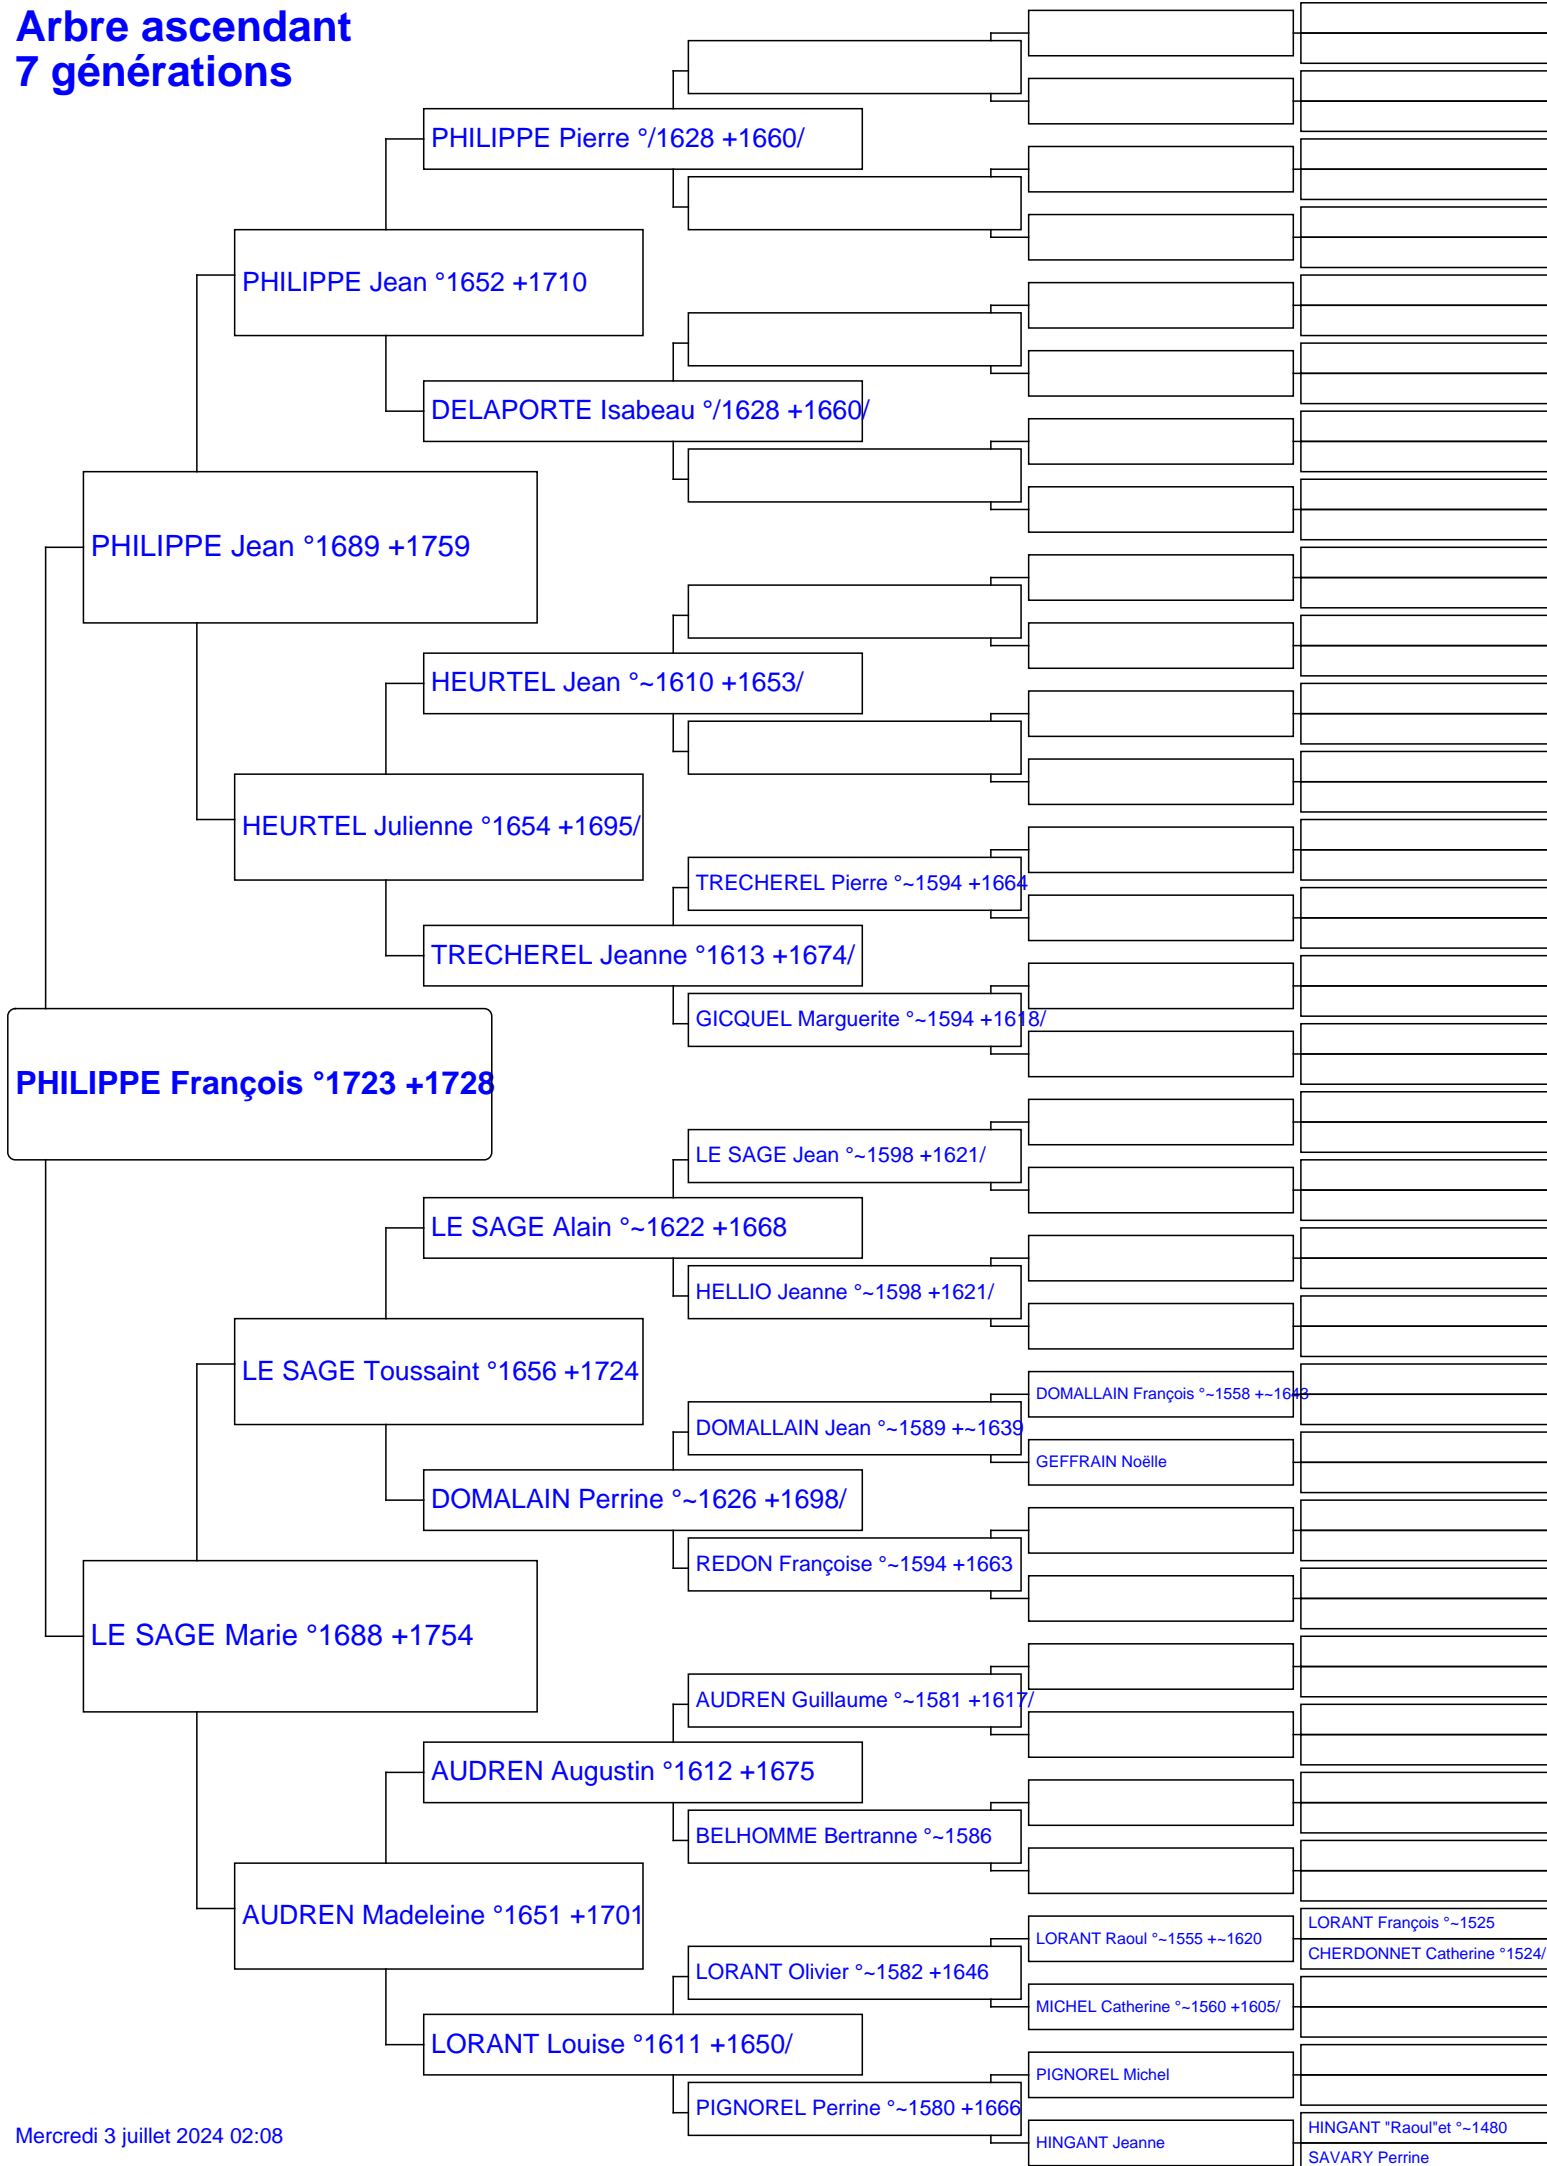 Arbre ascendant
7 générations
PHILIPPE Pierre °/1628 +1660/
PHILIPPE Jean °1652 +1710
DELAPORTE Isabeau °/1628 +1660/
PHILIPPE Jean °1689 +1759
HEURTEL Jean °~1610 +1653/
HEURTEL Julienne °1654 +1695/
TRECHEREL Pierre °~1594 +1664
TRECHEREL Jeanne °1613 +1674/
GICQUEL Marguerite °~1594 +1618/
PHILIPPE François °1723 +1728
LE SAGE Jean °~1598 +1621/
LE SAGE Alain °~1622 +1668
HELLIO Jeanne °~1598 +1621/
LE SAGE Toussaint °1656 +1724
DOMALLAIN François °~1558 +~1643
DOMALLAIN Jean °~1589 +~1639
GEFFRAIN Noëlle
DOMALAIN Perrine °~1626 +1698/
REDON Françoise °~1594 +1663
LE SAGE Marie °1688 +1754
AUDREN Guillaume °~1581 +1617/
AUDREN Augustin °1612 +1675
BELHOMME Bertranne °~1586
AUDREN Madeleine °1651 +1701
LORANT François °~1525
LORANT Raoul °~1555 +~1620
CHERDONNET Catherine °1524/
LORANT Olivier °~1582 +1646
MICHEL Catherine °~1560 +1605/
LORANT Louise °1611 +1650/
PIGNOREL Michel
PIGNOREL Perrine °~1580 +1666
HINGANT "Raoul"et °~1480
HINGANT Jeanne
SAVARY Perrine
Mercredi 3 juillet 2024 02:08